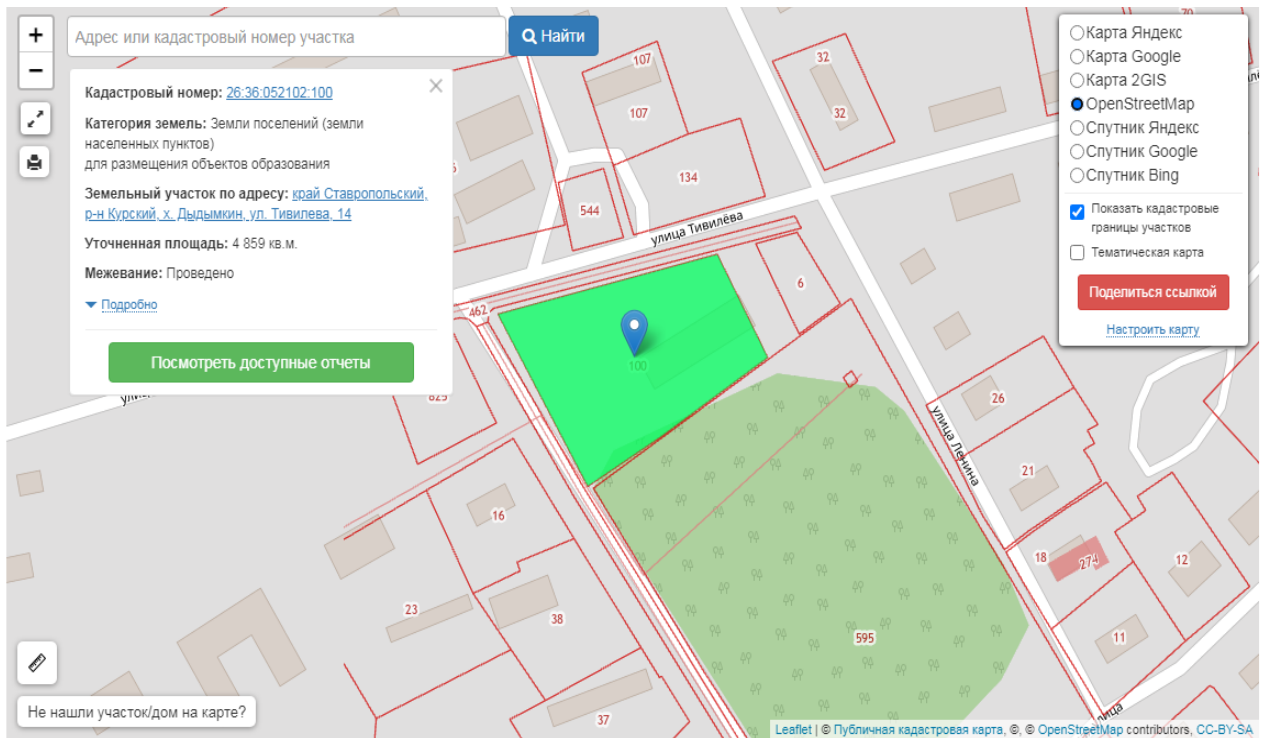 +
−
Адрес или кадастровый номер участка
Найти
Кадастровый номер: 26:36:052102:100
Категория земель: Земли поселений (земли
населенных пунктов)
для размещения объектов образования
Земельный участок по адресу: край Ставропольский,
р-н Курский, х. Дыдымкин, ул. Тивилева, 14
Уточненная площадь: 4 859 кв.м.
Межевание: Проведено
Подробно
Посмотреть доступные отчеты
Карта Яндекс
Карта Google
Карта 2GIS
OpenStreetMap
Спутник Яндекс
Спутник Google
Спутник Bing
Показать кадастровые
границы участков
Тематическая карта
Поделиться ссылкой
Настроить карту
70
107
107
32
32
134
544
улица Тивилёва
6
462
100
825
26
улица Ленина
21
16
18
274
12
23
38
595
11
37
Не нашли участок/дом на карте?
Leaflet | © Публичная кадастровая карта, ©, © OpenStreetMap contributors, CC-BY-SA